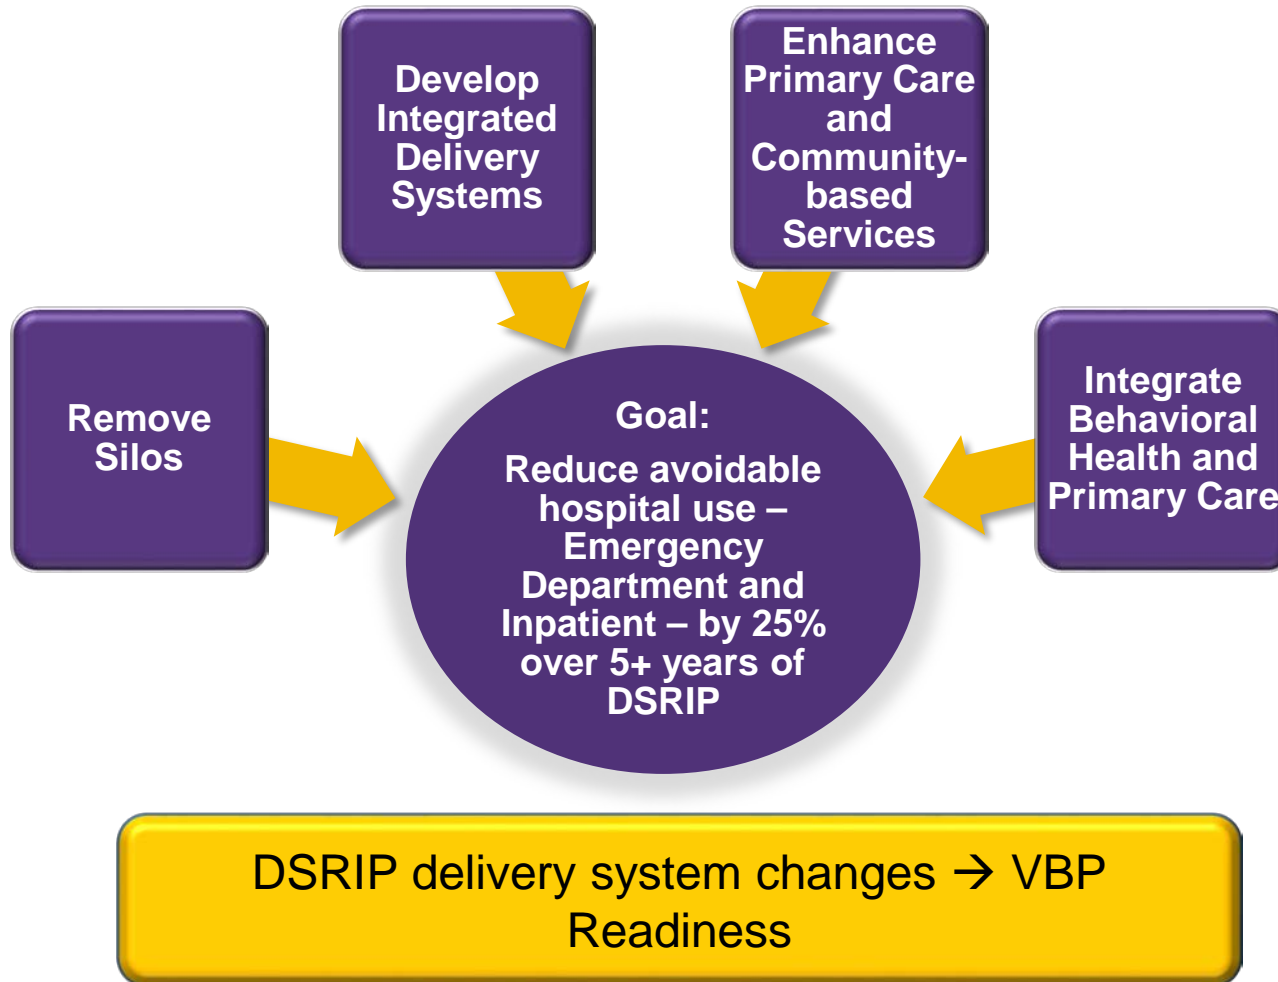 Develop
Integrated
Delivery
Systems
Enhance
Primary Care
and
Community-
based
Services
Remove
Silos
Integrate
Behavioral
Health and
Primary Care
Goal:
Reduce avoidable
hospital use –
Emergency
Department and
Inpatient – by 25%
over 5+ years of
DSRIP
DSRIP delivery system changes → VBP
Readiness